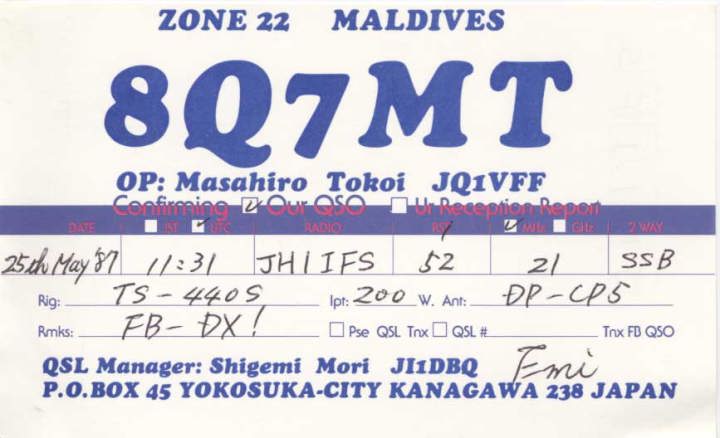 ZONE 22 MALDIVES
8Q7MT
OP: Masahiro Tokoi JQ1VFF
Confirming ☑ Our QSO ☐ Ur Reception Report
DATE ☐ JST ☑ UTC RADIO RST ☑ MHz ☐ GHz 2 WAY
25th May '87 11:31 JH1IFS 52 21 SSB
Rig: TS-440S Ipt: 200 W. Ant: DP-CP5
Rmks: FB-DX! ☐ Pse QSL Tnx ☐ QSL # Tnx FB QSO
QSL Manager: Shigemi Mori JI1DBQ Emi
P.O.BOX 45 YOKOSUKA-CITY KANAGAWA 238 JAPAN